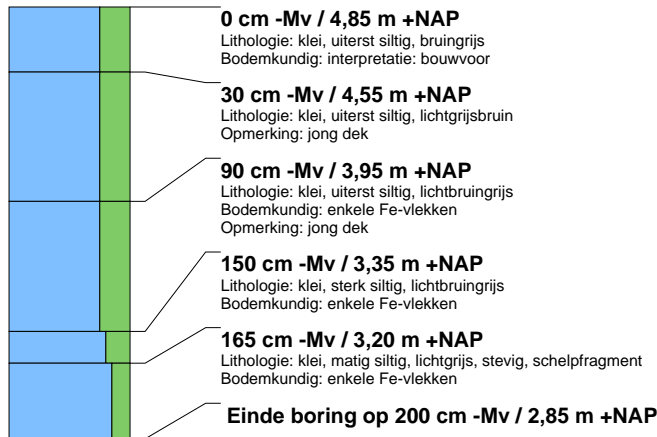 0 cm -Mv / 4,85 m +NAP
Lithologie: klei, uiterst siltig, bruingrijs
Bodemkundig: interpretatie: bouwvoor
30 cm -Mv / 4,55 m +NAP
Lithologie: klei, uiterst siltig, lichtgrijsbruin
Opmerking: jong dek
90 cm -Mv / 3,95 m +NAP
Lithologie: klei, uiterst siltig, lichtbruingrijs
Bodemkundig: enkele Fe-vlekken
Opmerking: jong dek
150 cm -Mv / 3,35 m +NAP
Lithologie: klei, sterk siltig, lichtbruingrijs
Bodemkundig: enkele Fe-vlekken
165 cm -Mv / 3,20 m +NAP
Lithologie: klei, matig siltig, lichtgrijs, stevig, schelpfragment
Bodemkundig: enkele Fe-vlekken
Einde boring op 200 cm -Mv / 2,85 m +NAP